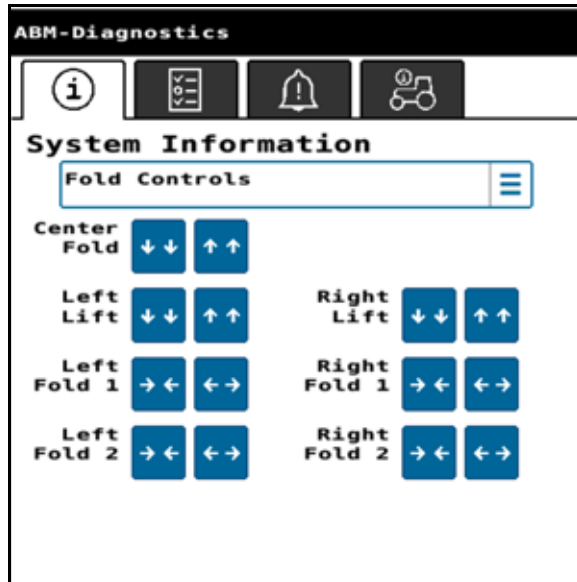 ABM-Diagnostics
System Information
Fold Controls
Center
Fold
Left
Lift
Right
Lift
Left
Fold 1
Right
Fold 1
Left
Fold 2
Right
Fold 2